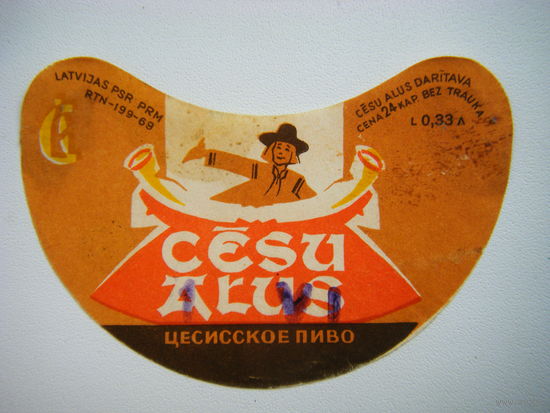 LATVIJAS PSR PRM
RTN-199-69
CĒSU ALUS DARĪTAVA
CENA 24 KAP. BEZ TRAUKA
L 0,33 Л
CĒSU
ALUS
VI
ЦЕСИССКОЕ ПИВО